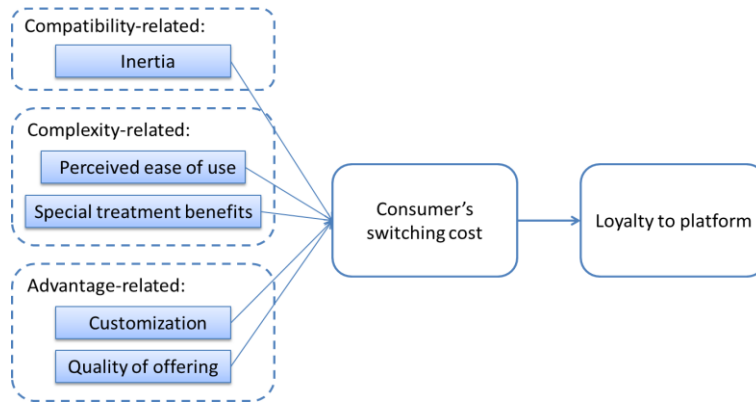 Compatibility-related:
Inertia
Complexity-related:
Perceived ease of use
Special treatment benefits
Advantage-related:
Customization
Quality of offering
Consumer’s
switching cost
Loyalty to platform